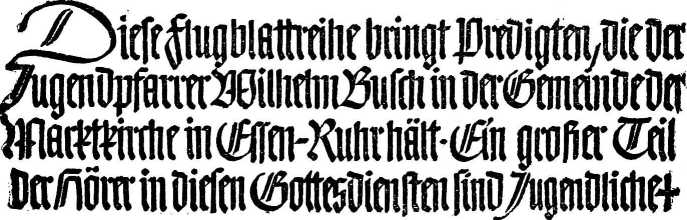 Diese Flugblattreihe bringt Predigten, die der
Jugendpfarrer Wilhelm Busch in der Gemeinde der
Marktkirche in Essen-Ruhr hält. Ein großer Teil
der Hörer in diesen Gottesdiensten sind Jugendliche+